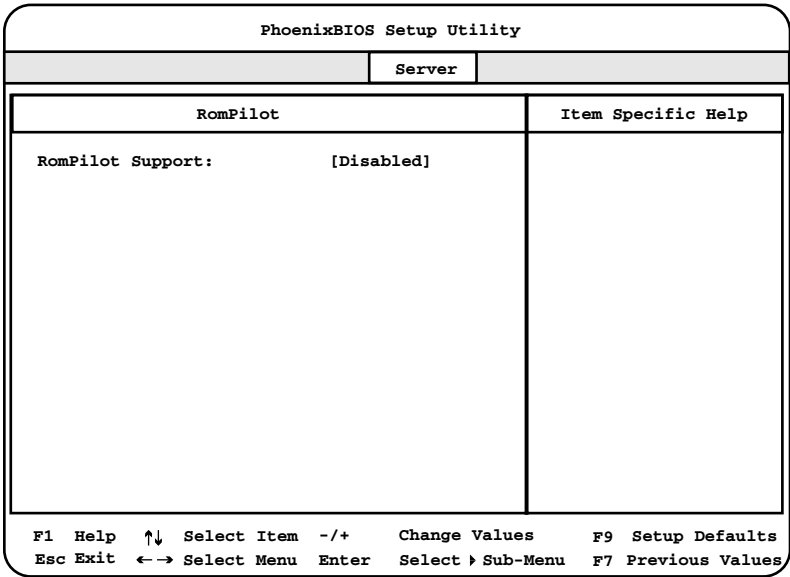 PhoenixBIOS Setup Utility
Server
RomPilot
Item Specific Help
RomPilot Support: [Disabled]
F1 Help ↑↓ Select Item -/+ Change Values F9 Setup Defaults
Esc Exit ←→ Select Menu Enter Select ▸ Sub-Menu F7 Previous Values